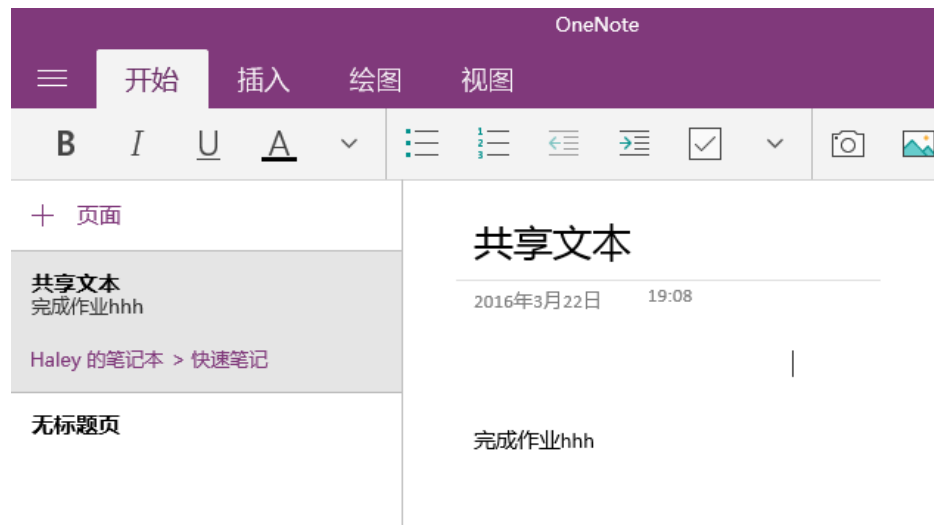 OneNote
开始 插入 绘图 视图
B I U A 1 2 3
页面
共享文本
完成作业hhh
Haley 的笔记本 > 快速笔记
无标题页
共享文本
2016年3月22日 19:08
完成作业hhh